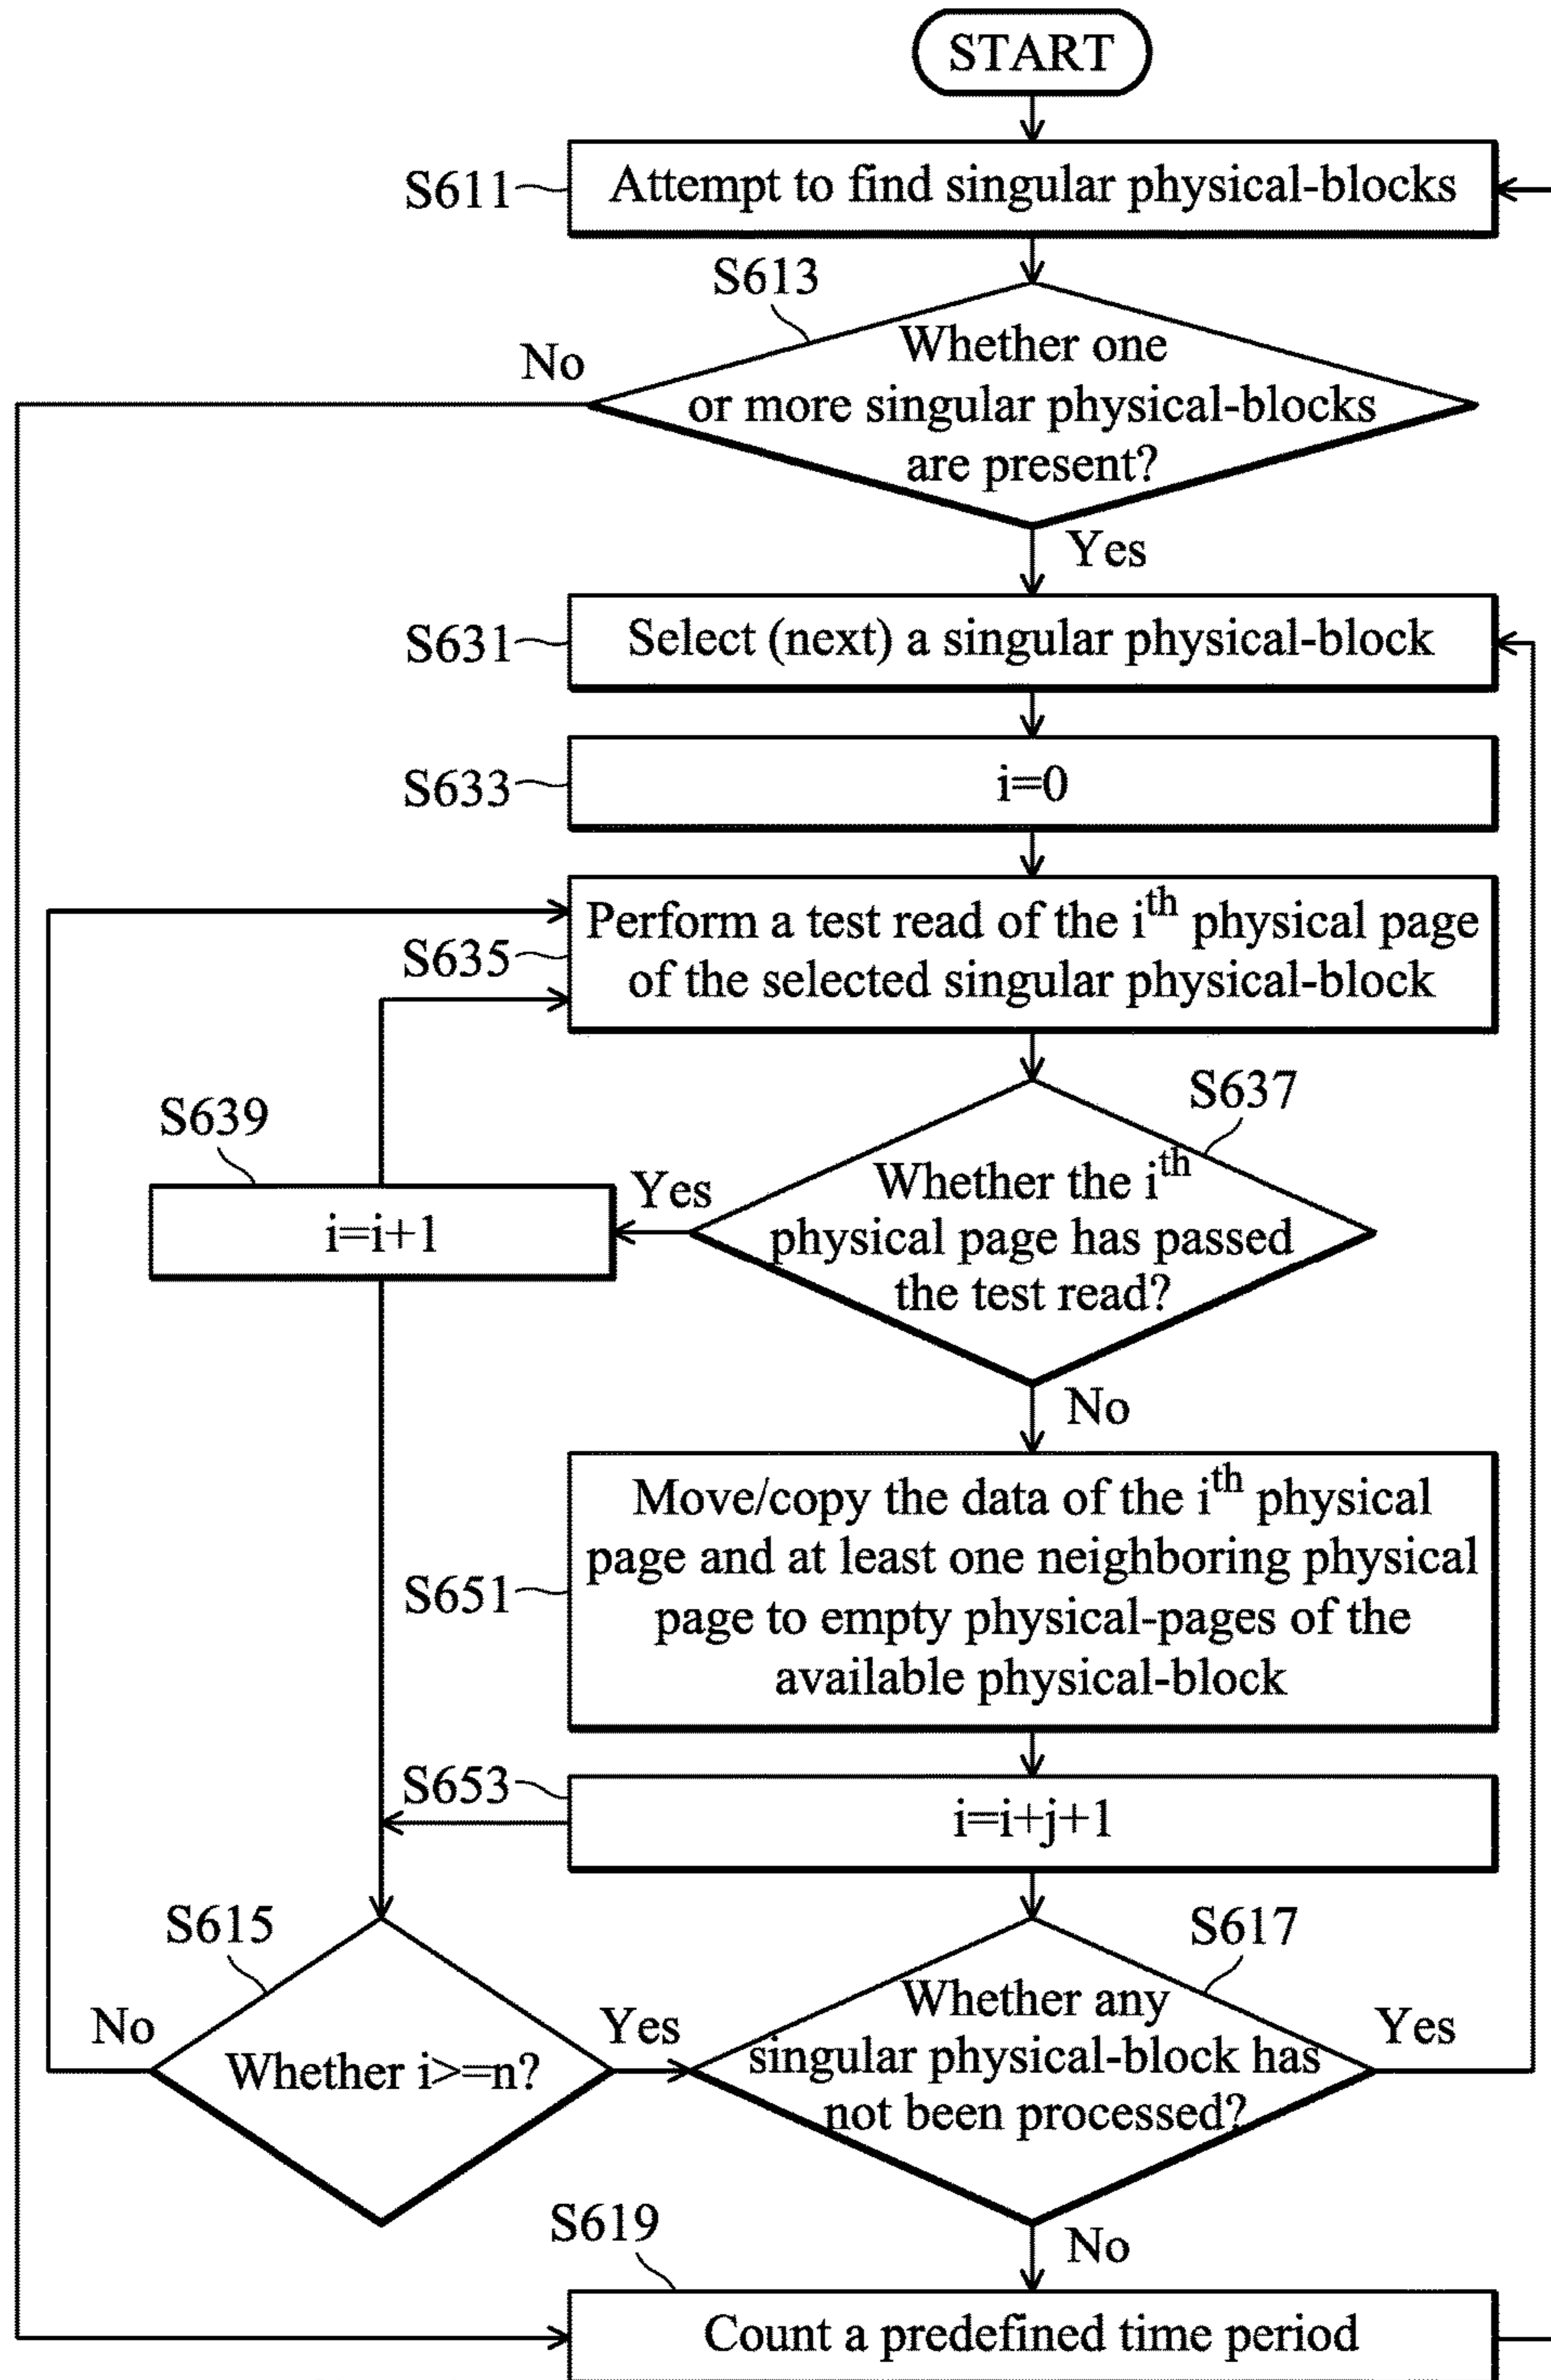 START
S611
Attempt to find singular physical-blocks
S613
Whether one
or more singular physical-blocks
are present?
No
Yes
S631
Select (next) a singular physical-block
S633
i=0
S635
Perform a test read of the ith physical page
of the selected singular physical-block
S637
Whether the ith
physical page has passed
the test read?
S639
Yes
i=i+1
No
S651
Move/copy the data of the ith physical
page and at least one neighboring physical
page to empty physical-pages of the
available physical-block
S653
i=i+j+1
S615
No
Whether i>=n?
Yes
S617
Whether any
singular physical-block has
not been processed?
Yes
No
S619
Count a predefined time period